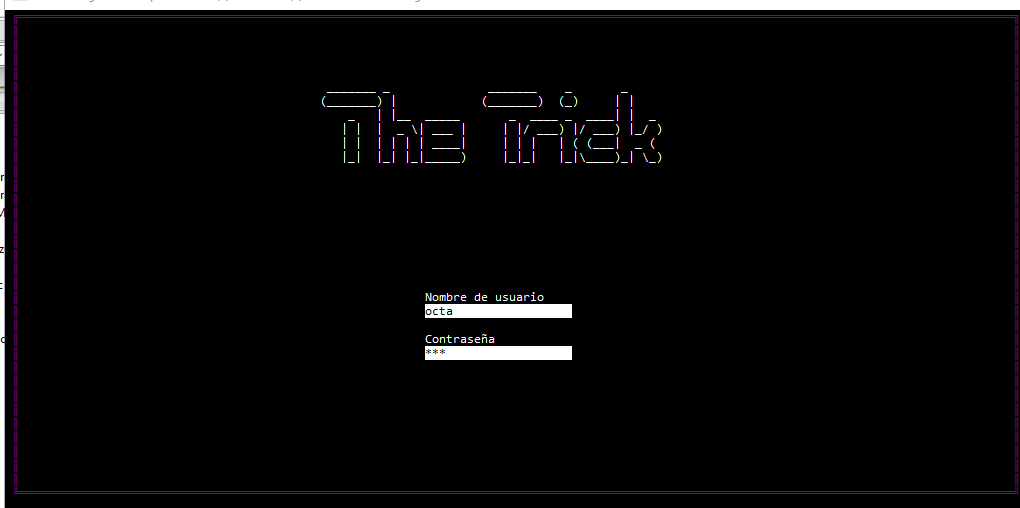 The Trick
Nombre de usuario
octa
Contraseña
***